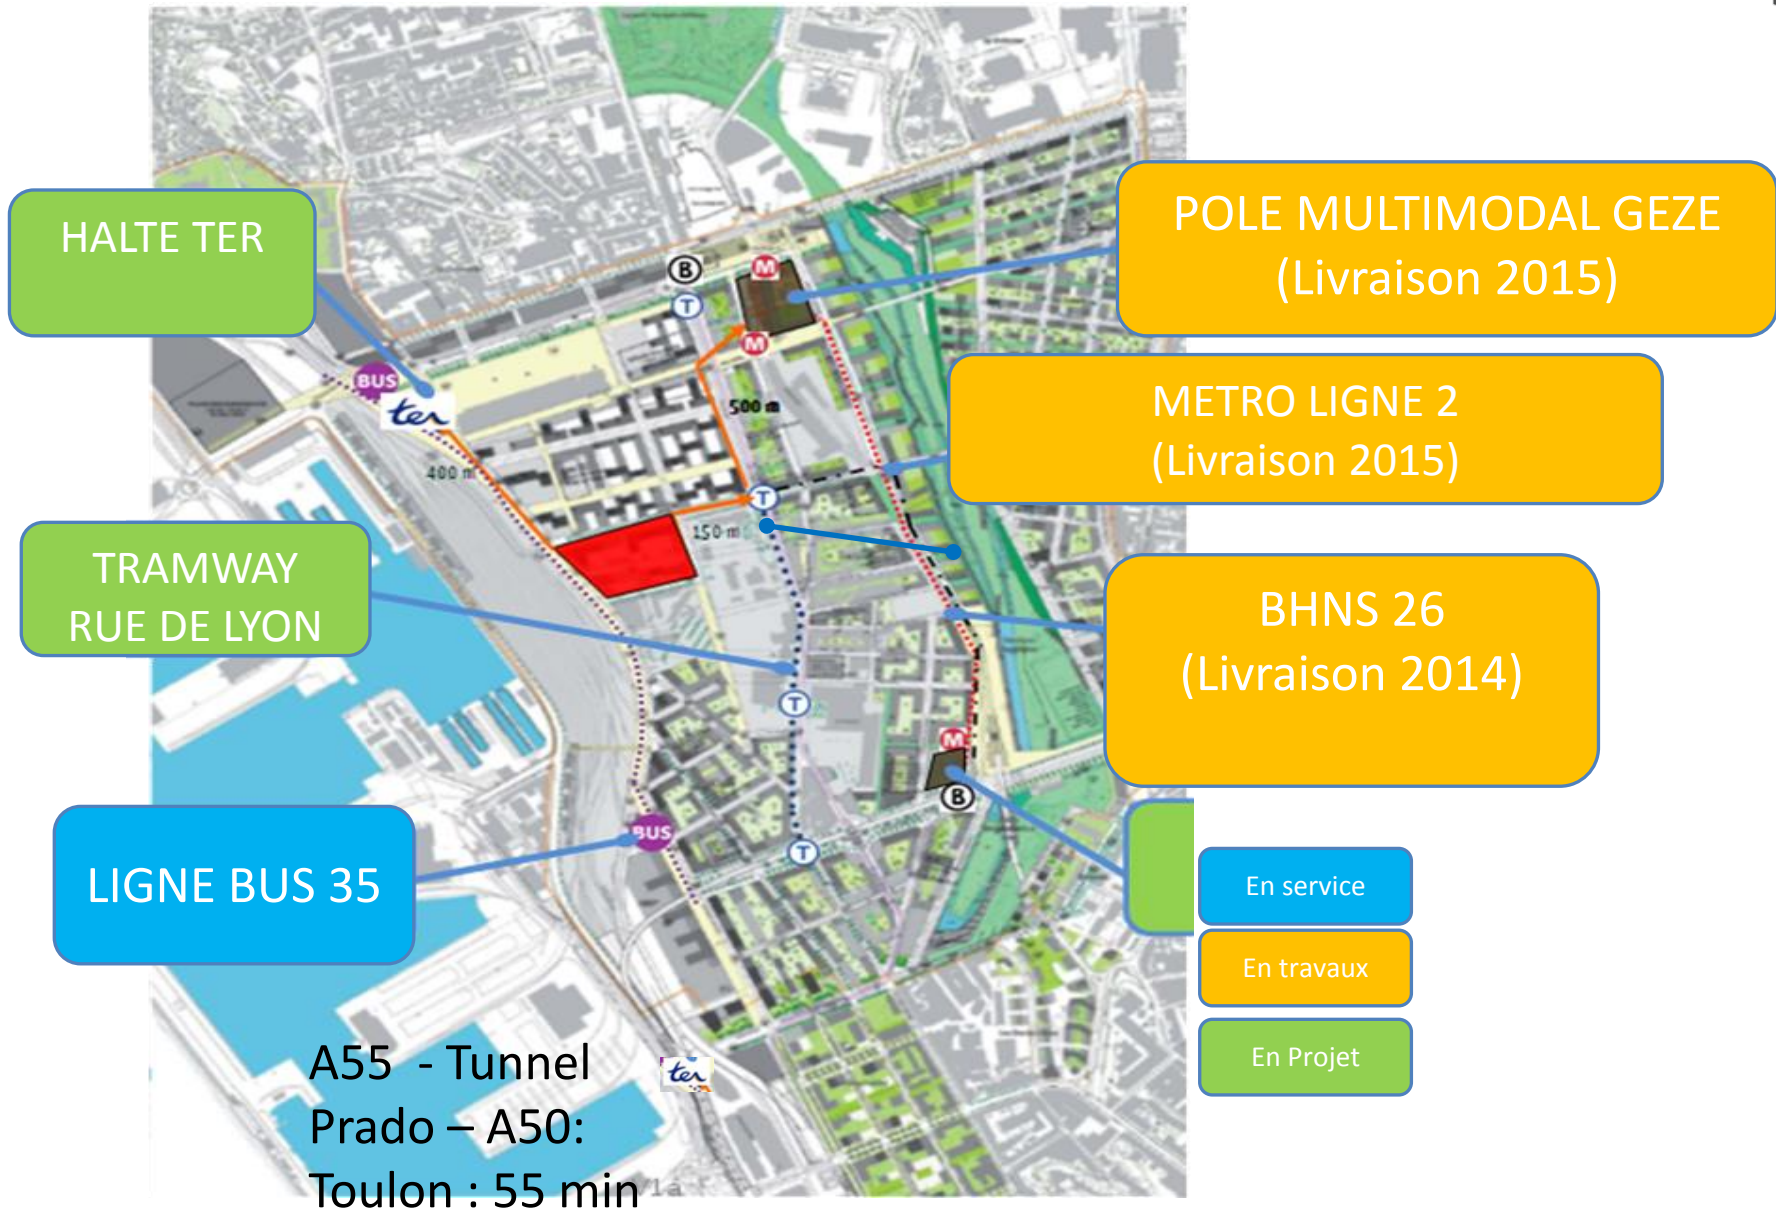 HALTE TER
POLE MULTIMODAL GEZE
(Livraison 2015)
B
M
T
M
BUS
ter
METRO LIGNE 2
(Livraison 2015)
500 m
400 m
T
150 m
TRAMWAY
RUE DE LYON
BHNS 26
(Livraison 2014)
T
M
B
BUS
T
LIGNE BUS 35
En service
En travaux
En Projet
A55 - Tunnel
Prado – A50:
Toulon : 55 min
ter